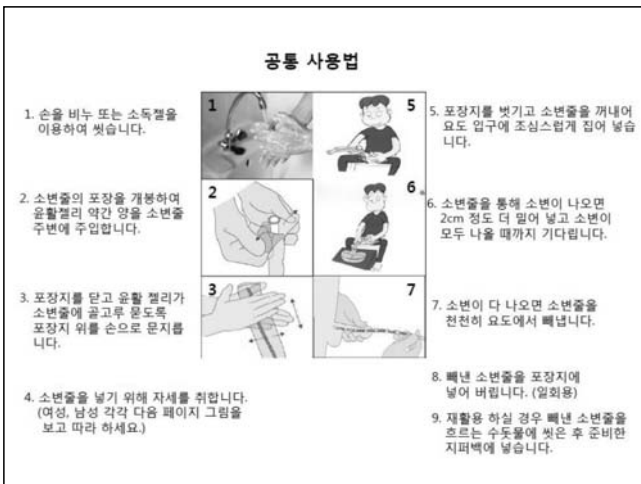 공통 사용법
1. 손을 비누 또는 소독젤을
이용하여 씻습니다.
2. 소변줄의 포장을 개봉하여
윤활젤리 약간 양을 소변줄
주변에 주입합니다.
3. 포장지를 닫고 윤활 젤리가
소변줄에 골고루 묻도록
포장지 위를 손으로 문지릅
니다.
4. 소변줄을 넣기 위해 자세를 취합니다.
(여성, 남성 각각 다음 페이지 그림을
보고 따라 하세요.)
1
2
3
5
6
7
5. 포장지를 벗기고 소변줄을 꺼내어
요도 입구에 조심스럽게 집어 넣습
니다.
6. 소변줄을 통해 소변이 나오면
2cm 정도 더 밀어 넣고 소변이
모두 나올 때까지 기다립니다.
7. 소변이 다 나오면 소변줄을
천천히 요도에서 빼냅니다.
8. 빼낸 소변줄을 포장지에
넣어 버립니다. (일회용)
9. 재활용 하실 경우 빼낸 소변줄을
흐르는 수돗물에 씻은 후 준비한
지퍼백에 넣습니다.